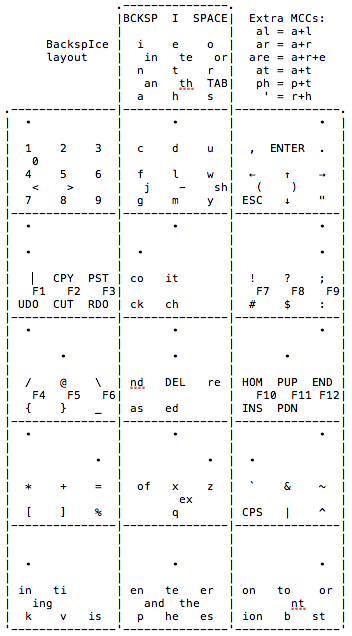 BCKSP I SPACE Extra MCCs:
al = a+l
BackspIce i e o ar = a+r
layout in te or are = a+r+e
n t r at = a+t
an th TAB ph = p+t
a h s ' = r+h
• • •
1 2 3 c d u , ENTER .
0
4 5 6 f l w ← ↑ →
< > j – sh ( )
7 8 9 g m y ESC ↓ "
• • •
• • •
| CPY PST co it ! ? ;
F1 F2 F3 F7 F8 F9
UDO CUT RDO ck ch # $ :
• • •
• •
/ @ \ nd DEL re HOM PUP END
F4 F5 F6 F10 F11 F12
{ } _ as ed INS PDN
• • •
• • •
* + = of x z ` & ~
ex
[ ] % q CPS | ^
• • •
in ti en te er on to or
ing and the nt
k v is p he es ion b st